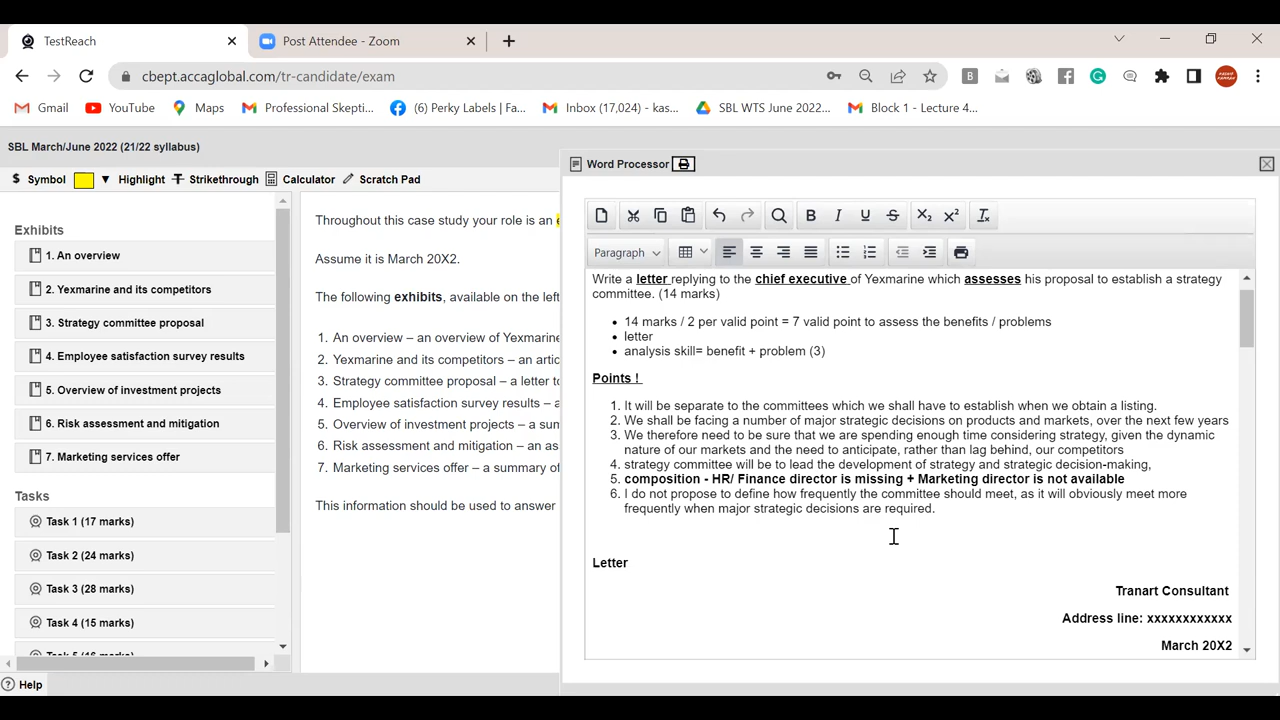 TestReach
Post Attendee - Zoom
cbept.accaglobal.com/tr-candidate/exam
Gmail
YouTube
Maps
Professional Skepti...
(6) Perky Labels | Fa...
Inbox (17,024) - kas...
SBL WTS June 2022...
Block 1 - Lecture 4...
SBL March/June 2022 (21/22 syllabus)
$ Symbol
Highlight
Strikethrough
Calculator
Scratch Pad
Exhibits
1. An overview
2. Yexmarine and its competitors
3. Strategy committee proposal
4. Employee satisfaction survey results
5. Overview of investment projects
6. Risk assessment and mitigation
7. Marketing services offer
Tasks
Task 1 (17 marks)
Task 2 (24 marks)
Task 3 (28 marks)
Task 4 (15 marks)
Help
Throughout this case study your role is an
Assume it is March 20X2.
The following exhibits, available on the left
1. An overview – an overview of Yexmarin
2. Yexmarine and its competitors – an artic
3. Strategy committee proposal – a letter to
4. Employee satisfaction survey results – a
5. Overview of investment projects – a sum
6. Risk assessment and mitigation – an as
7. Marketing services offer – a summary of
This information should be used to answer
Word Processor
Paragraph
Write a letter replying to the chief executive of Yexmarine which assesses his proposal to establish a strategy
committee. (14 marks)
• 14 marks / 2 per valid point = 7 valid point to assess the benefits / problems
• letter
• analysis skill= benefit + problem (3)
Points !
1. It will be separate to the committees which we shall have to establish when we obtain a listing.
2. We shall be facing a number of major strategic decisions on products and markets, over the next few years
3. We therefore need to be sure that we are spending enough time considering strategy, given the dynamic
nature of our markets and the need to anticipate, rather than lag behind, our competitors
4. strategy committee will be to lead the development of strategy and strategic decision-making,
5. composition - HR/ Finance director is missing + Marketing director is not available
6. I do not propose to define how frequently the committee should meet, as it will obviously meet more
frequently when major strategic decisions are required.
Letter
Tranart Consultant
Address line: xxxxxxxxxxxx
March 20X2